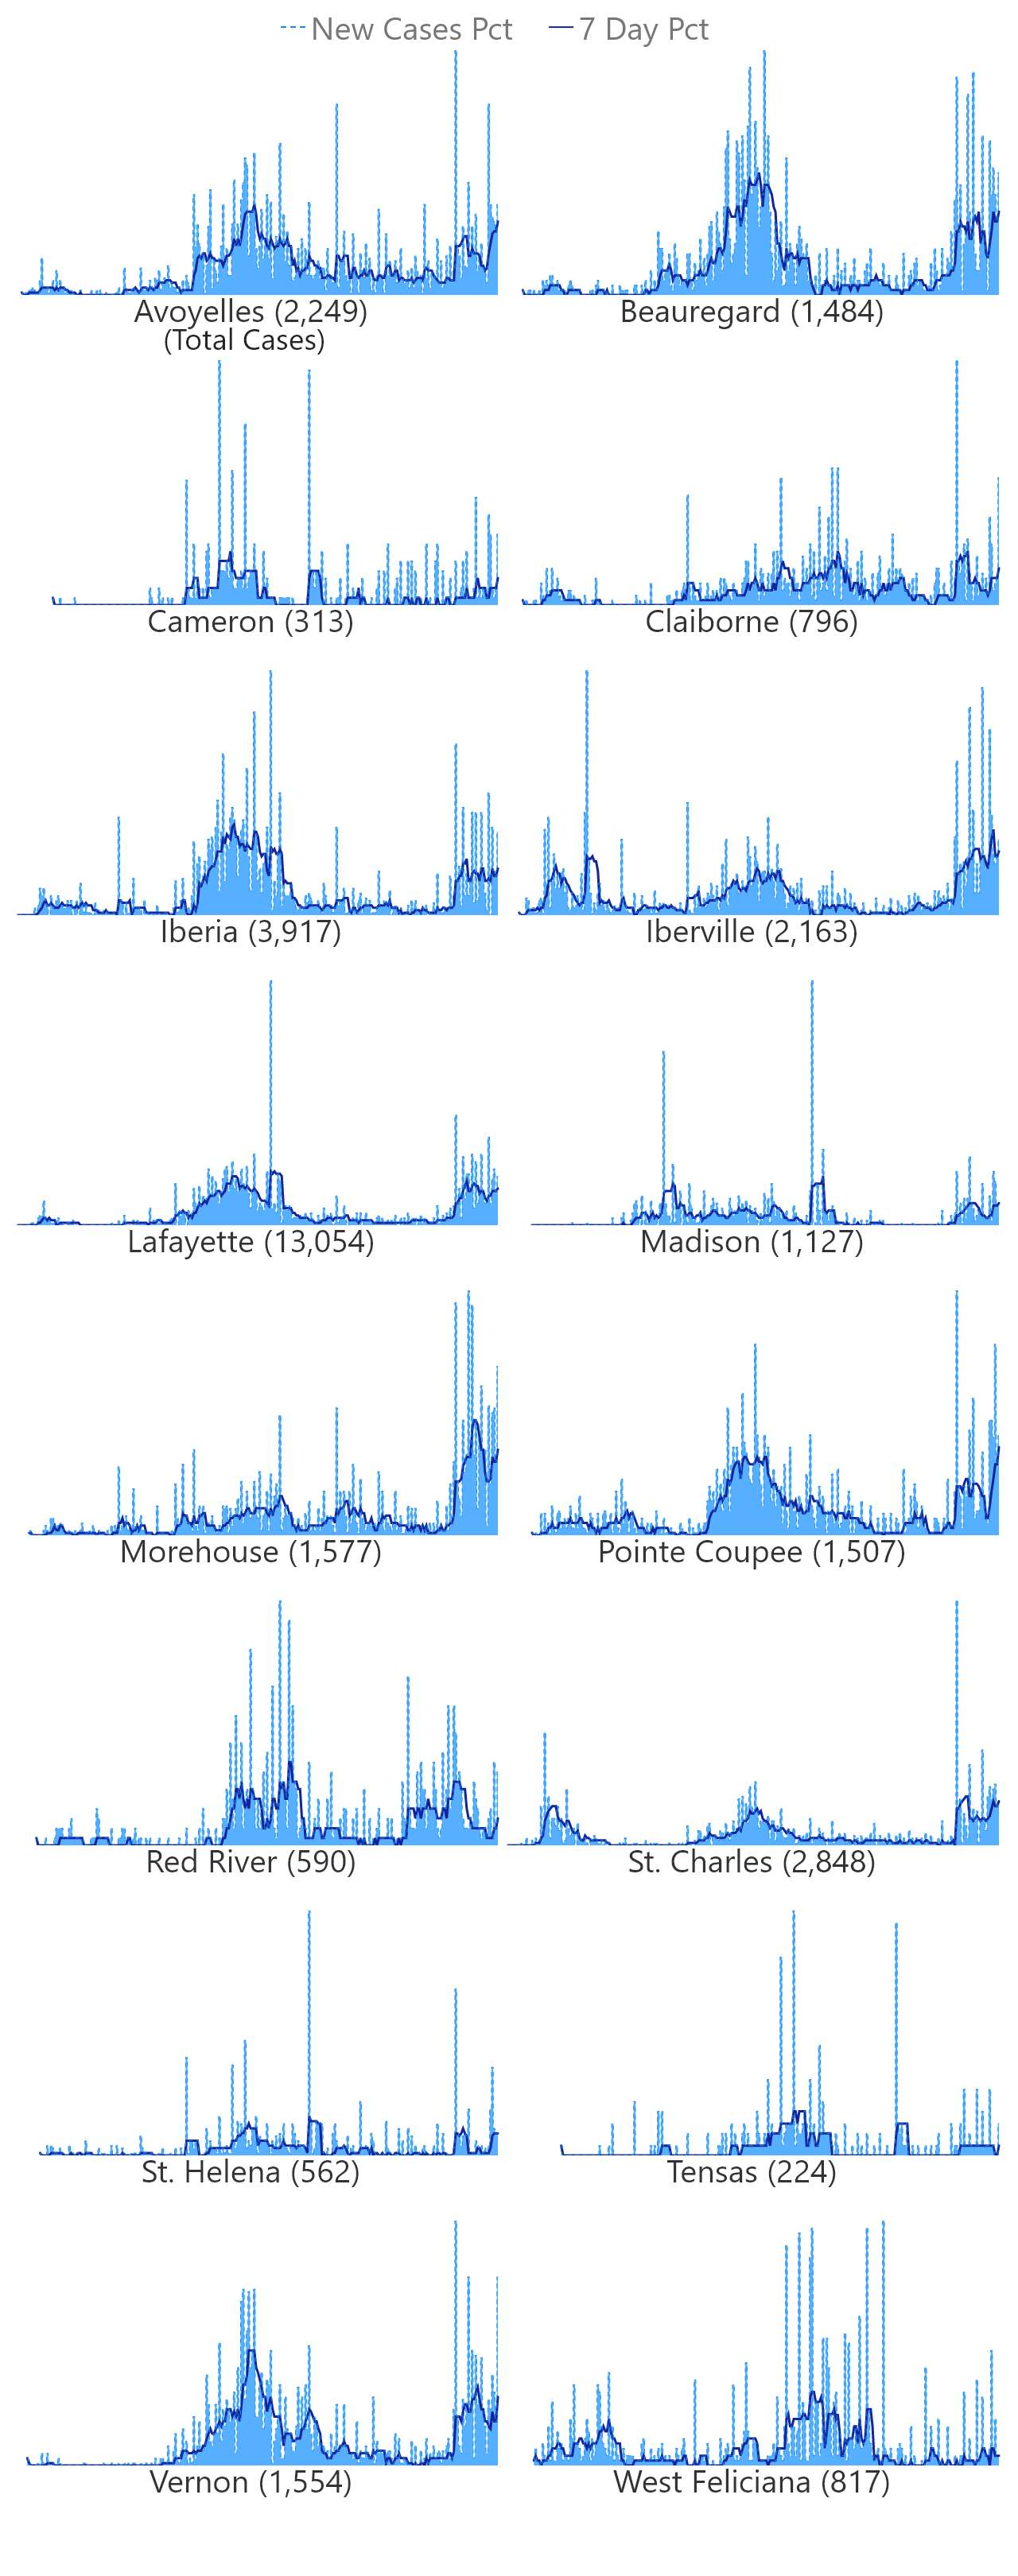 New Cases Pct 7 Day Pct
Avoyelles (2,249) Beauregard (1,484)
(Total Cases)
Cameron (313) Claiborne (796)
Iberia (3,917) Iberville (2,163)
Lafayette (13,054) Madison (1,127)
Morehouse (1,577) Pointe Coupee (1,507)
Red River (590) St. Charles (2,848)
St. Helena (562) Tensas (224)
Vernon (1,554) West Feliciana (817)